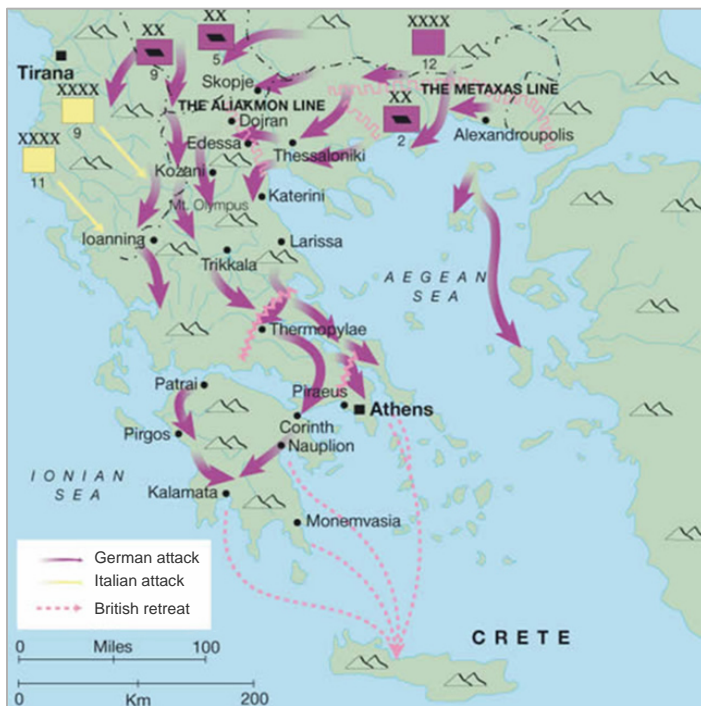 XX
9
XX
5
XXXX
12
Tirana
Skopje
THE METAXAS LINE
XXXX
9
THE ALIAKMON LINE
Dojran
XX
2
Alexandroupolis
XXXX
11
Edessa
Thessaloniki
Kozani
Mt. Olympus
Katerini
Ioannina
Larissa
Trikkala
AEGEAN
SEA
Thermopylae
Patrai
Piraeus
Athens
Corinth
Pirgos
Nauplion
IONIAN
SEA
Kalamata
Monemvasia
German attack
Italian attack
British retreat
CRETE
0 Miles 100
0 Km 200